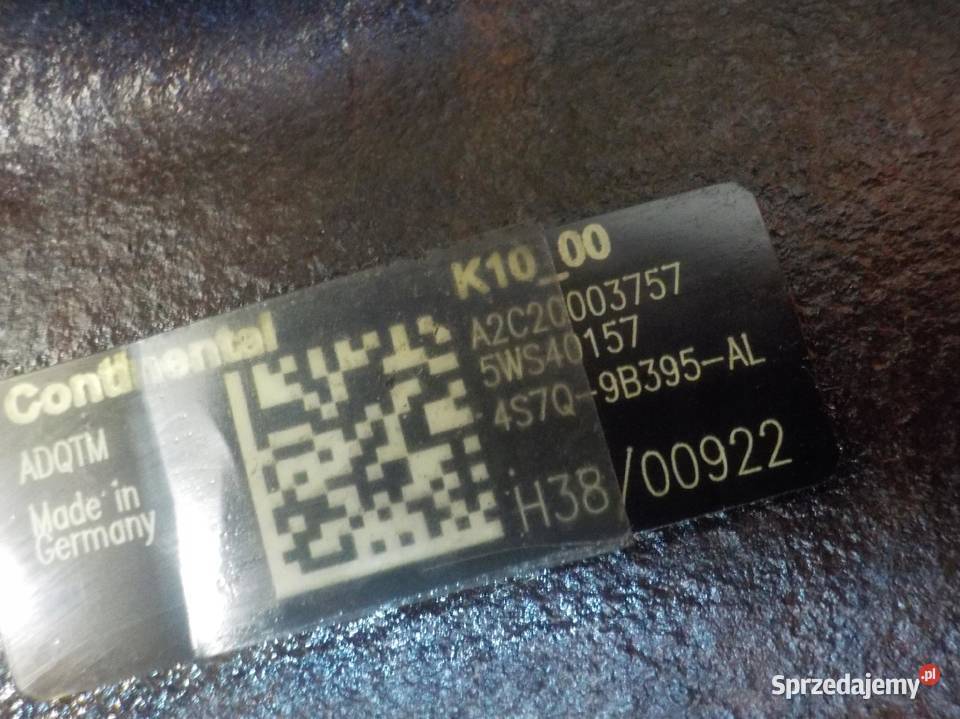 Continental
K10_00
A2C20003757
5WS40157
4S7Q-9B395-AL
ADQTM
Made in
Germany
H38/00922
Sprzedajemy.pl